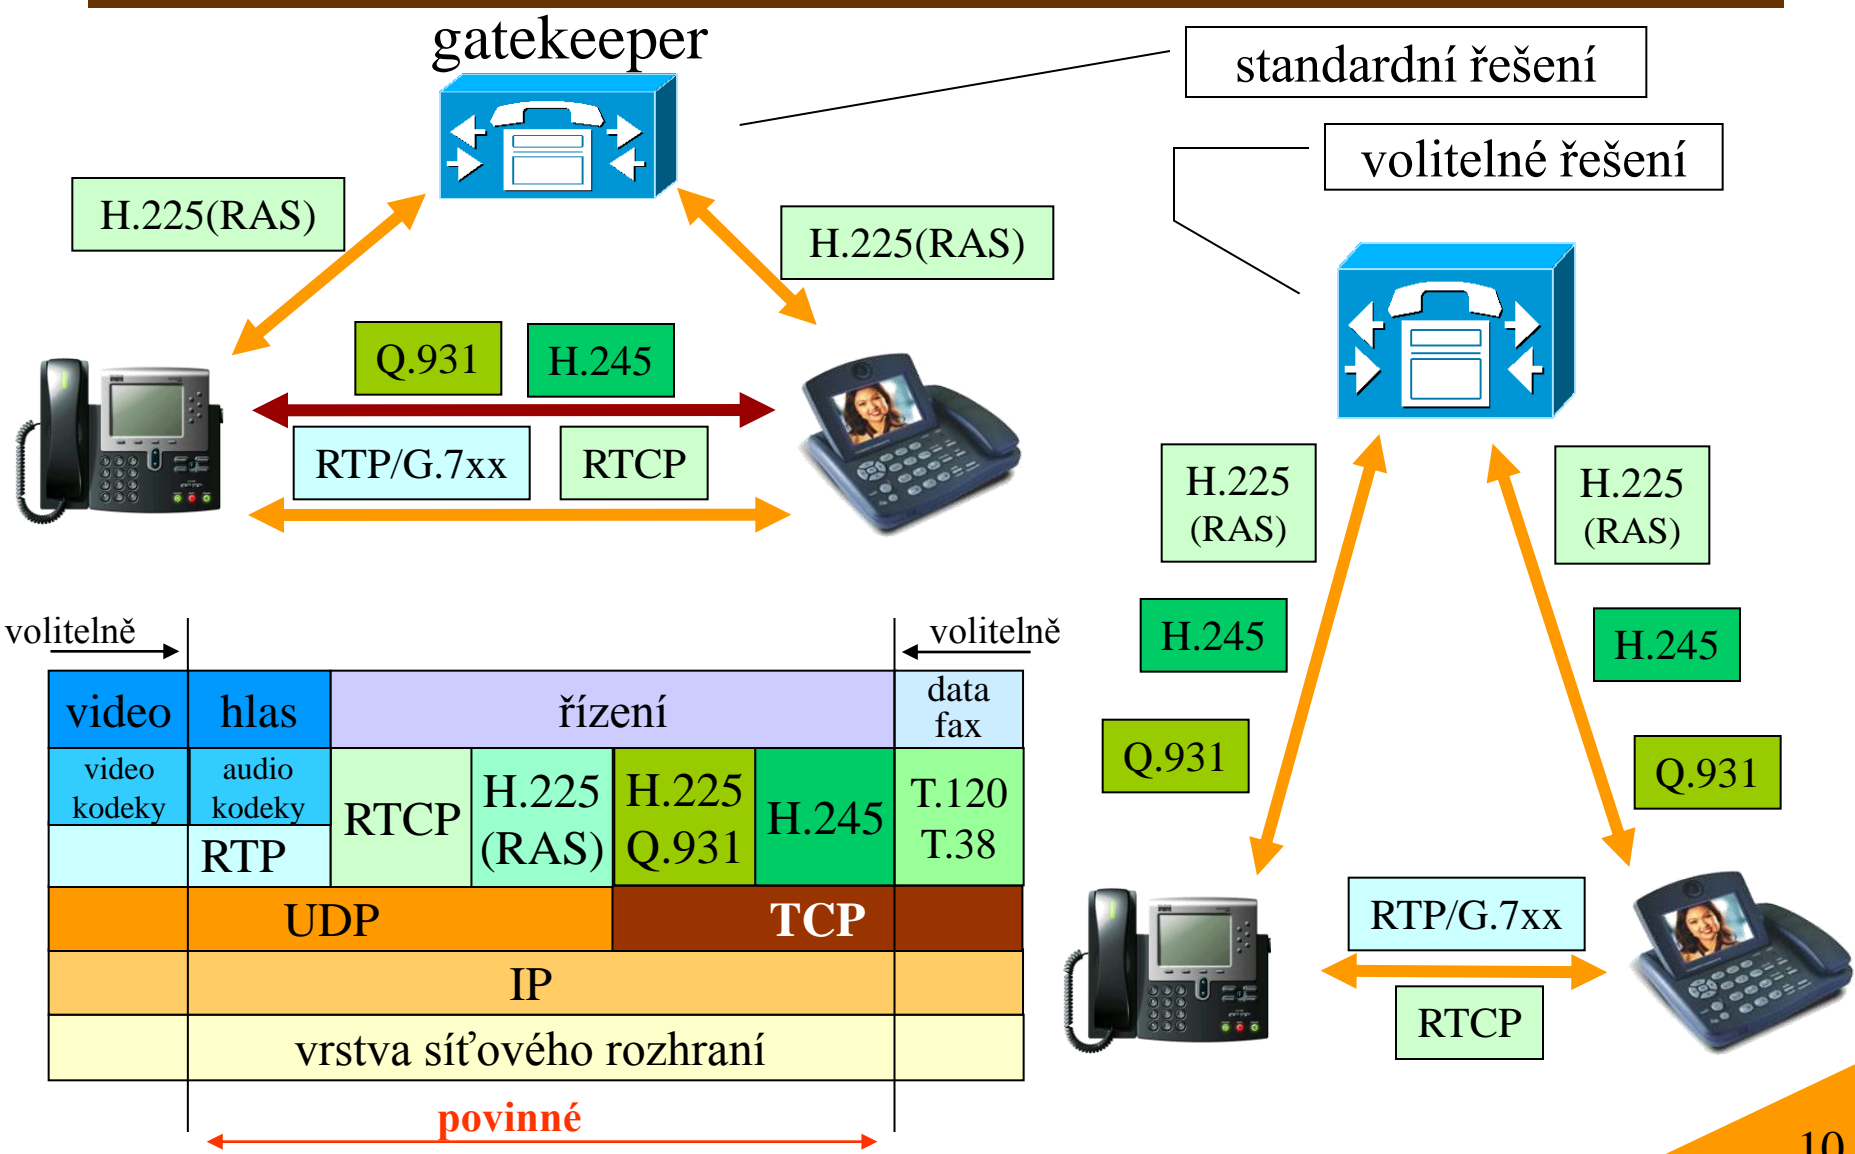 gatekeeper
standardní řešení
volitelné řešení
H.225(RAS)
H.225(RAS)
Q.931
H.245
RTP/G.7xx
RTCP
H.225
(RAS)
H.225
(RAS)
H.245
H.245
Q.931
Q.931
RTP/G.7xx
RTCP
volitelně
volitelně
video
hlas
řízení
data
fax
video
kodeky
audio
kodeky
RTP
RTCP
H.225
(RAS)
H.225
Q.931
H.245
T.120
T.38
UDP
TCP
IP
vrstva síťového rozhraní
povinné
10